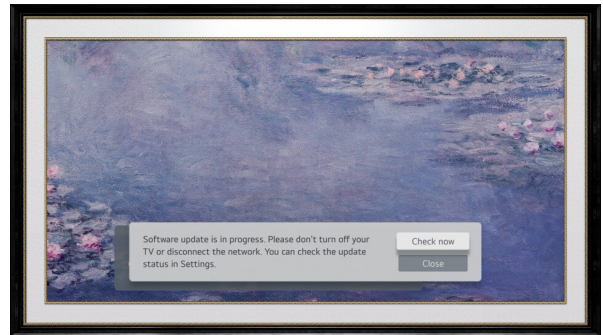 Software update is in progress. Please don't turn off your
TV or disconnect the network. You can check the update
status in Settings.
Check now
Close